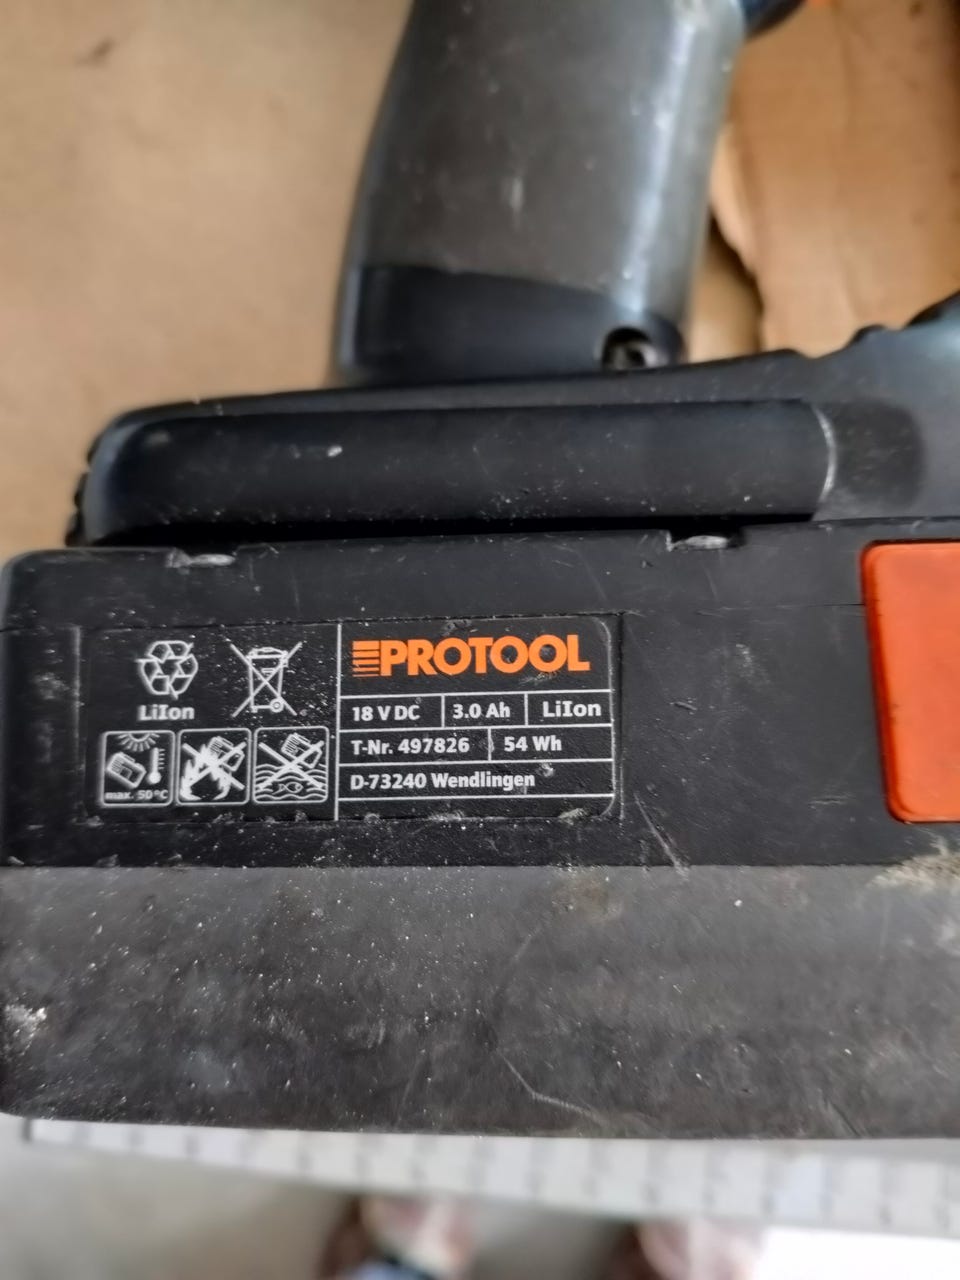 PROTOOL
18 V DC 3.0 Ah LiIon
T-Nr. 497826 54 Wh
D-73240 Wendlingen
LiIon
max. 50°C